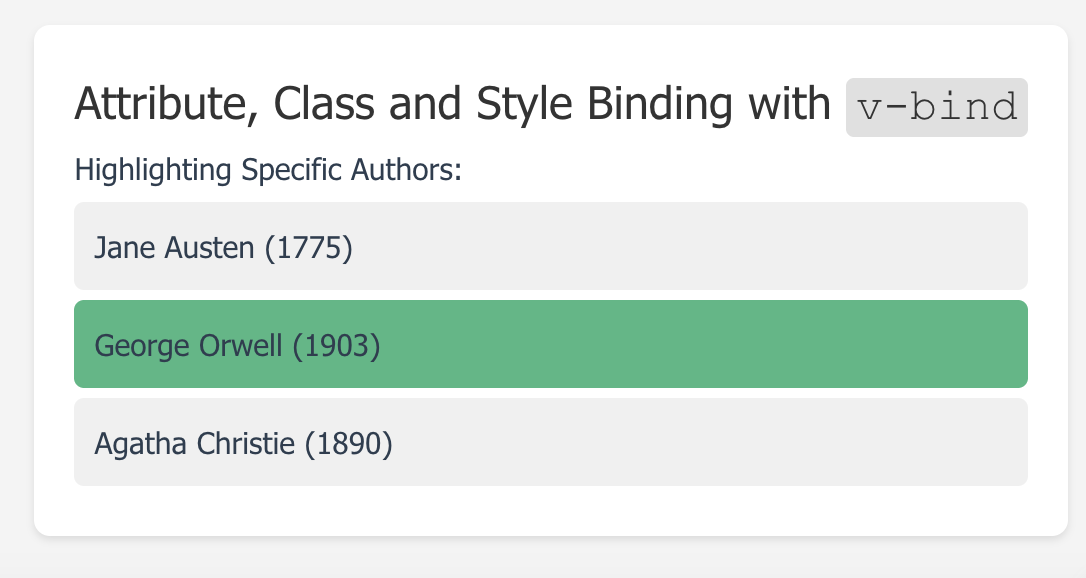 Attribute, Class and Style Binding with v-bind
Highlighting Specific Authors:
Jane Austen (1775)
George Orwell (1903)
Agatha Christie (1890)